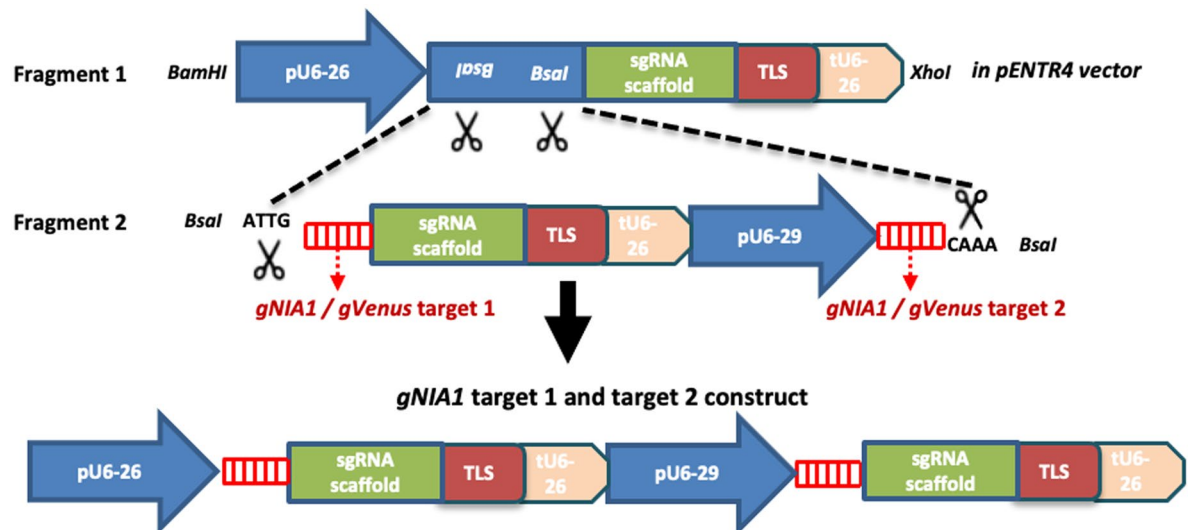 Fragment 1
BamHI
pU6-26
BsaI
BsaI
sgRNA
scaffold
TLS
tU6-
26
XhoI
in pENTR4 vector
Fragment 2
BsaI
ATTG
sgRNA
scaffold
TLS
tU6-
26
pU6-29
CAAA
BsaI
gNIA1 / gVenus target 1
gNIA1 / gVenus target 2
gNIA1 target 1 and target 2 construct
pU6-26
sgRNA
scaffold
TLS
tU6-
26
pU6-29
sgRNA
scaffold
TLS
tU6-
26